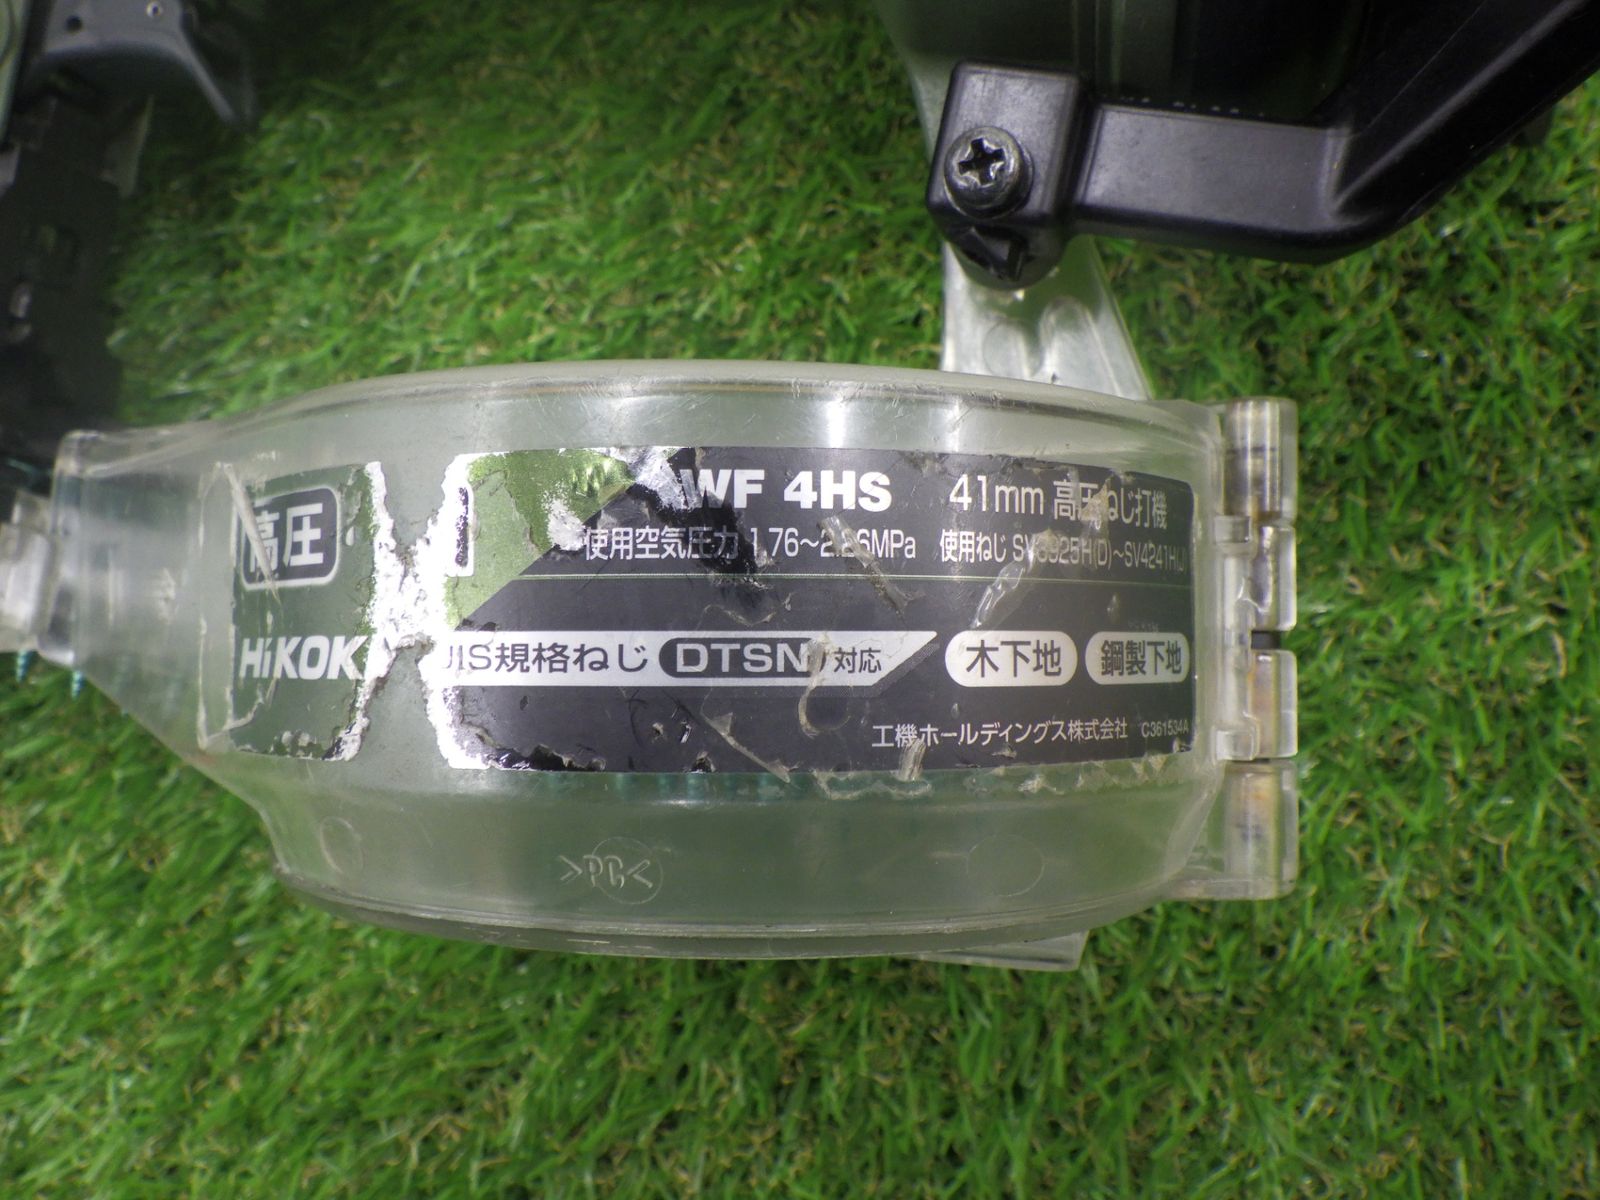 高圧
WF 4HS 41mm 高圧ねじ打機
使用空気圧力 1.76～2.26MPa 使用ねじ SV3925H(D)～SV4241H(J)
HiKOK
JIS規格ねじ DTSN 対応 木下地 鋼製下地
工機ホールディングス株式会社 C361534A
>PC<